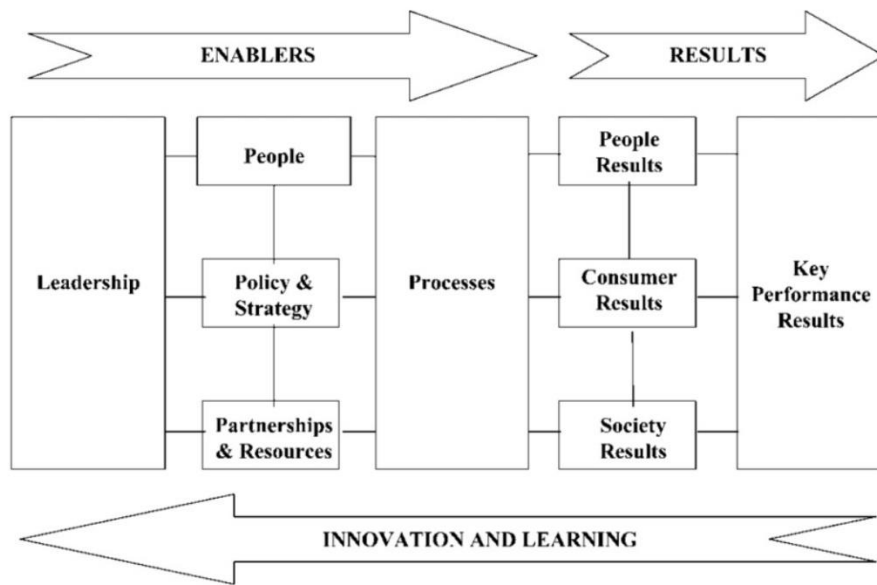 ENABLERS
RESULTS
People
People
Results
Leadership
Policy &
Strategy
Processes
Consumer
Results
Key
Performance
Results
Partnerships
& Resources
Society
Results
INNOVATION AND LEARNING